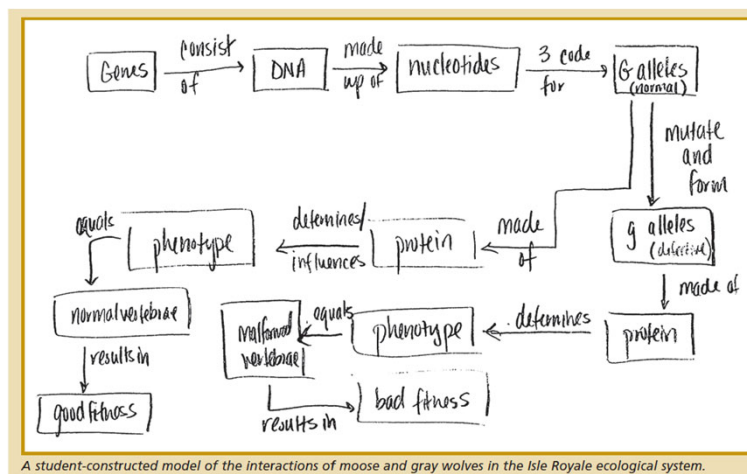 Genes
consist
of
DNA
made
up of
nucleotides
3 code
for
G alleles
(normal)
mutate
and
form
g alleles
(defective)
made of
protein
determines
phenotype
equals
malformed
vertebrae
results in
bad fitness
made
of
protein
determines/
influences
phenotype
equals
normal vertebrae
results in
good fitness
A student-constructed model of the interactions of moose and gray wolves in the Isle Royale ecological system.